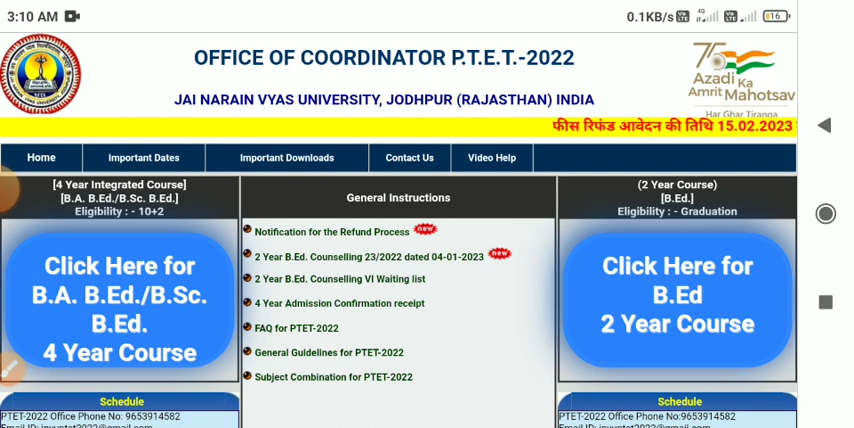 3:10 AM
0.1KB/s
4G
16
OFFICE OF COORDINATOR P.T.E.T.-2022
JAI NARAIN VYAS UNIVERSITY, JODHPUR (RAJASTHAN) INDIA
75
Azadi Ka
Amrit Mahotsav
Har Ghar Tiranga
फीस रिफंड आवेदन की तिथि 15.02.2023
Home
Important Dates
Important Downloads
Contact Us
Video Help
[4 Year Integrated Course]
[B.A. B.Ed./B.Sc. B.Ed.]
Eligibility : - 10+2
Click Here for
B.A. B.Ed./B.Sc.
B.Ed.
4 Year Course
Schedule
PTET-2022 Office Phone No: 9653914582
General Instructions
Notification for the Refund Process new
2 Year B.Ed. Counselling 23/2022 dated 04-01-2023 new
2 Year B.Ed. Counselling VI Waiting list
4 Year Admission Confirmation receipt
FAQ for PTET-2022
General Guidelines for PTET-2022
Subject Combination for PTET-2022
(2 Year Course)
[B.Ed.]
Eligibility : - Graduation
Click Here for
B.Ed
2 Year Course
Schedule
PTET-2022 Office Phone No:9653914582